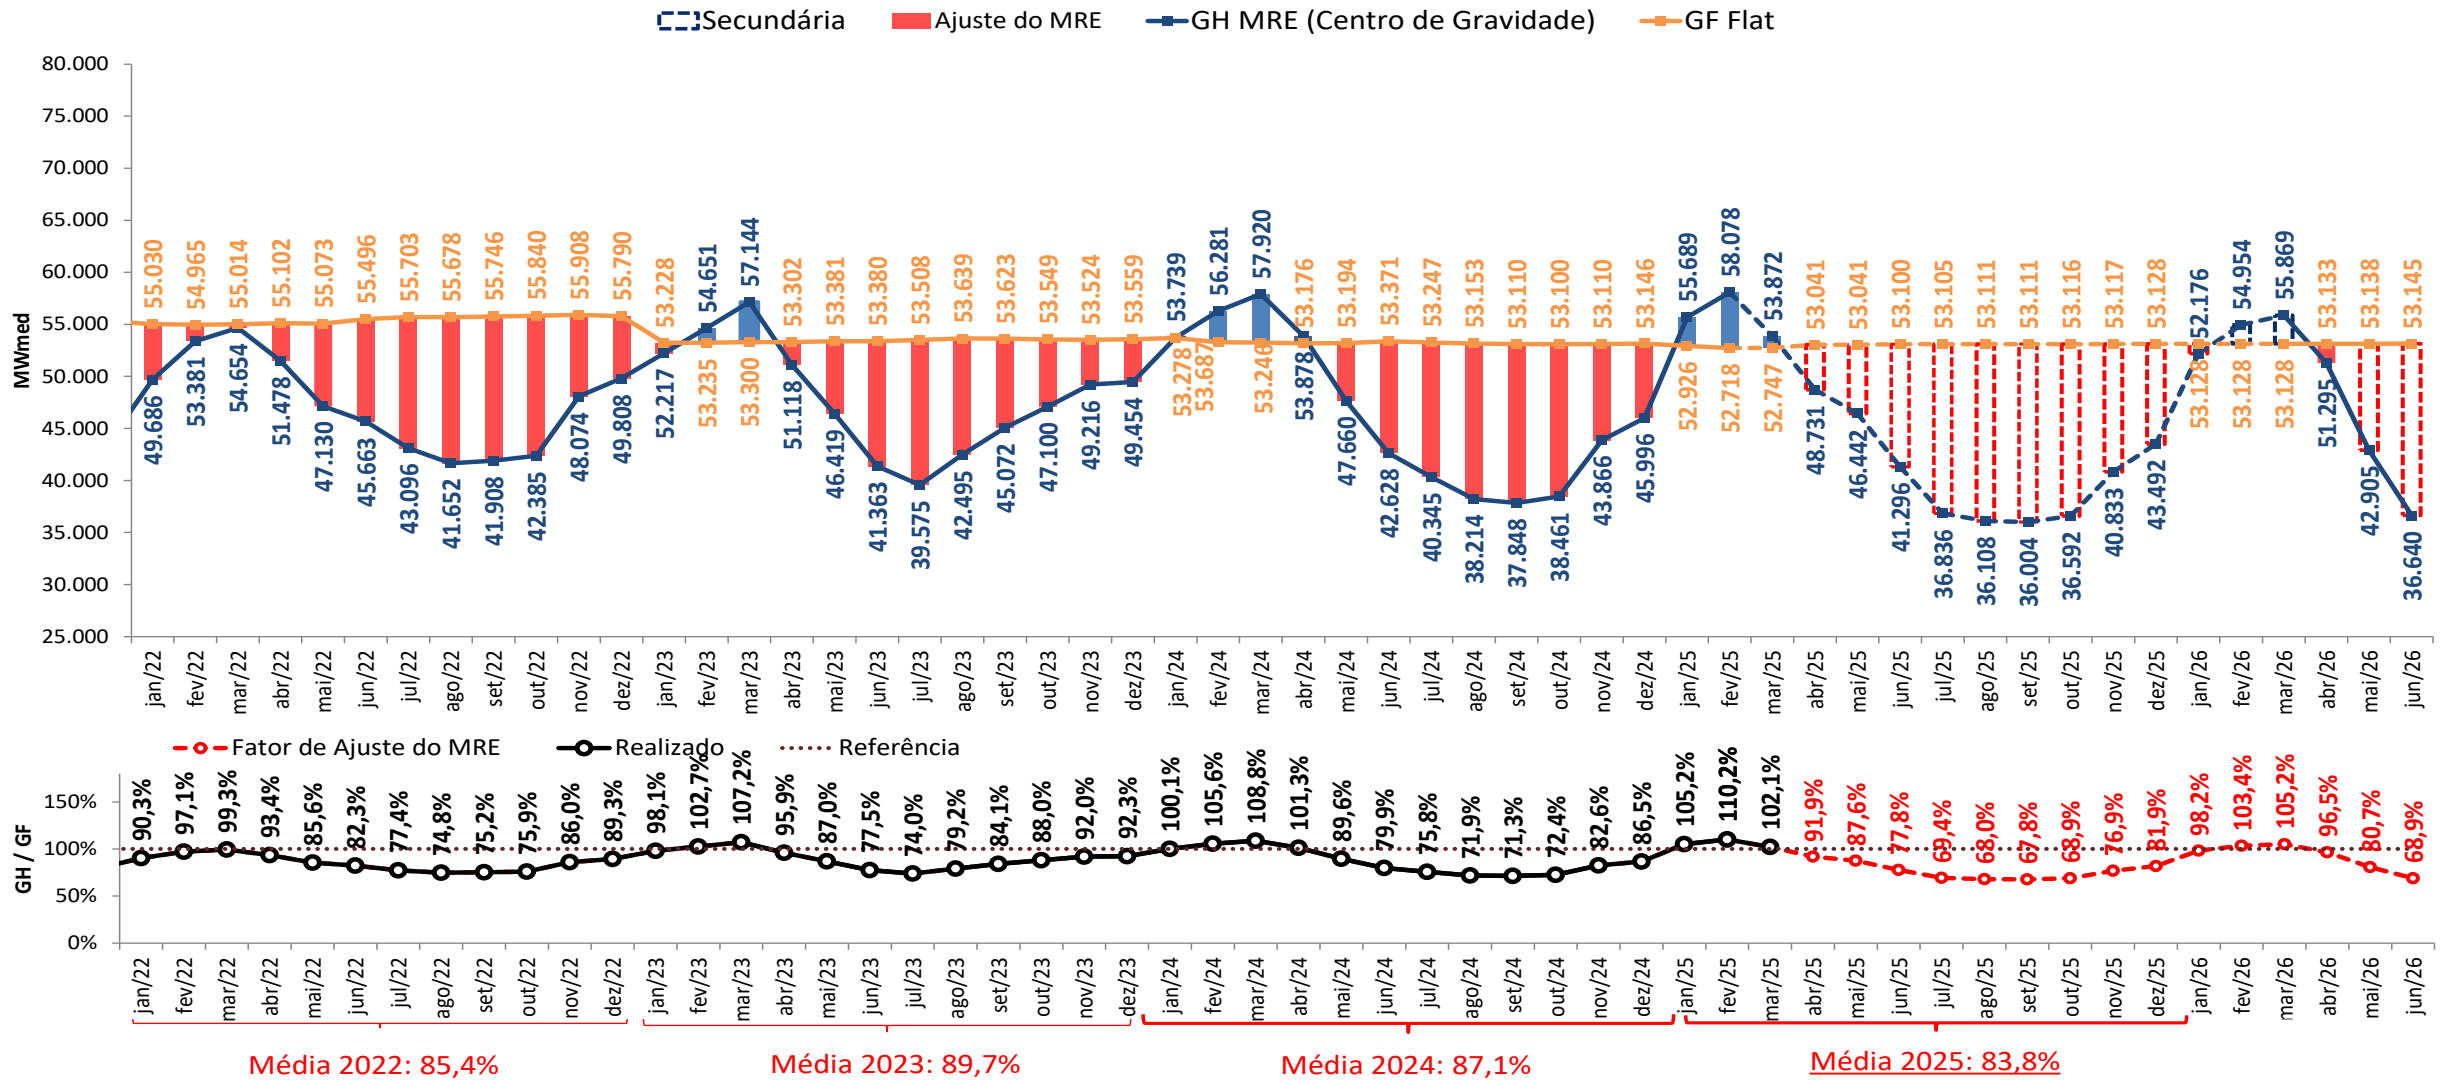 Secundária Ajuste do MRE GH MRE (Centro de Gravidade) GF Flat
MWmed
80.000
75.000
70.000
65.000
60.000
55.000
50.000
45.000
40.000
35.000
30.000
25.000
55.030 54.965 55.014 55.102 55.073 55.496 55.703 55.678 55.746 55.840 55.908 55.790 53.228 54.651 57.144 53.302 53.381 53.380 53.508 53.639 53.623 53.549 53.524 53.559 53.739 56.281 57.920 53.176 53.194 53.371 53.247 53.153 53.110 53.100 53.110 53.146 55.689 58.078 53.872 53.041 53.041 53.100 53.105 53.111 53.111 53.116 53.117 53.128 52.176 54.954 55.869 53.133 53.138 53.145
49.686 53.381 54.654 51.478 47.130 45.663 43.096 41.652 41.908 42.385 48.074 49.808 52.217 53.235 53.300 51.118 46.419 41.363 39.575 42.495 45.072 47.100 49.216 49.454 53.278 53.687 53.246 53.878 47.660 42.628 40.345 38.214 37.848 38.461 43.866 45.996 52.926 52.718 52.747 48.731 46.442 41.296 36.836 36.108 36.004 36.592 40.833 43.492 53.128 53.128 53.128 51.295 42.905 36.640
jan/22 fev/22 mar/22 abr/22 mai/22 jun/22 jul/22 ago/22 set/22 out/22 nov/22 dez/22 jan/23 fev/23 mar/23 abr/23 mai/23 jun/23 jul/23 ago/23 set/23 out/23 nov/23 dez/23 jan/24 fev/24 mar/24 abr/24 mai/24 jun/24 jul/24 ago/24 set/24 out/24 nov/24 dez/24 jan/25 fev/25 mar/25 abr/25 mai/25 jun/25 jul/25 ago/25 set/25 out/25 nov/25 dez/25 jan/26 fev/26 mar/26 abr/26 mai/26 jun/26
Fator de Ajuste do MRE Realizado Referência
GH / GF
150%
100%
50%
0%
90,3% 97,1% 99,3% 93,4% 85,6% 82,3% 77,4% 74,8% 75,2% 75,9% 86,0% 89,3% 98,1% 102,7% 107,2% 95,9% 87,0% 77,5% 74,0% 79,2% 84,1% 88,0% 92,0% 92,3% 100,1% 105,6% 108,8% 101,3% 89,6% 79,9% 75,8% 71,9% 71,3% 72,4% 82,6% 86,5% 105,2% 110,2% 102,1% 91,9% 87,6% 77,8% 69,4% 68,0% 67,8% 68,9% 76,9% 81,9% 98,2% 103,4% 105,2% 96,5% 80,7% 68,9%
jan/22 fev/22 mar/22 abr/22 mai/22 jun/22 jul/22 ago/22 set/22 out/22 nov/22 dez/22 jan/23 fev/23 mar/23 abr/23 mai/23 jun/23 jul/23 ago/23 set/23 out/23 nov/23 dez/23 jan/24 fev/24 mar/24 abr/24 mai/24 jun/24 jul/24 ago/24 set/24 out/24 nov/24 dez/24 jan/25 fev/25 mar/25 abr/25 mai/25 jun/25 jul/25 ago/25 set/25 out/25 nov/25 dez/25 jan/26 fev/26 mar/26 abr/26 mai/26 jun/26
Média 2022: 85,4% Média 2023: 89,7% Média 2024: 87,1% Média 2025: 83,8%